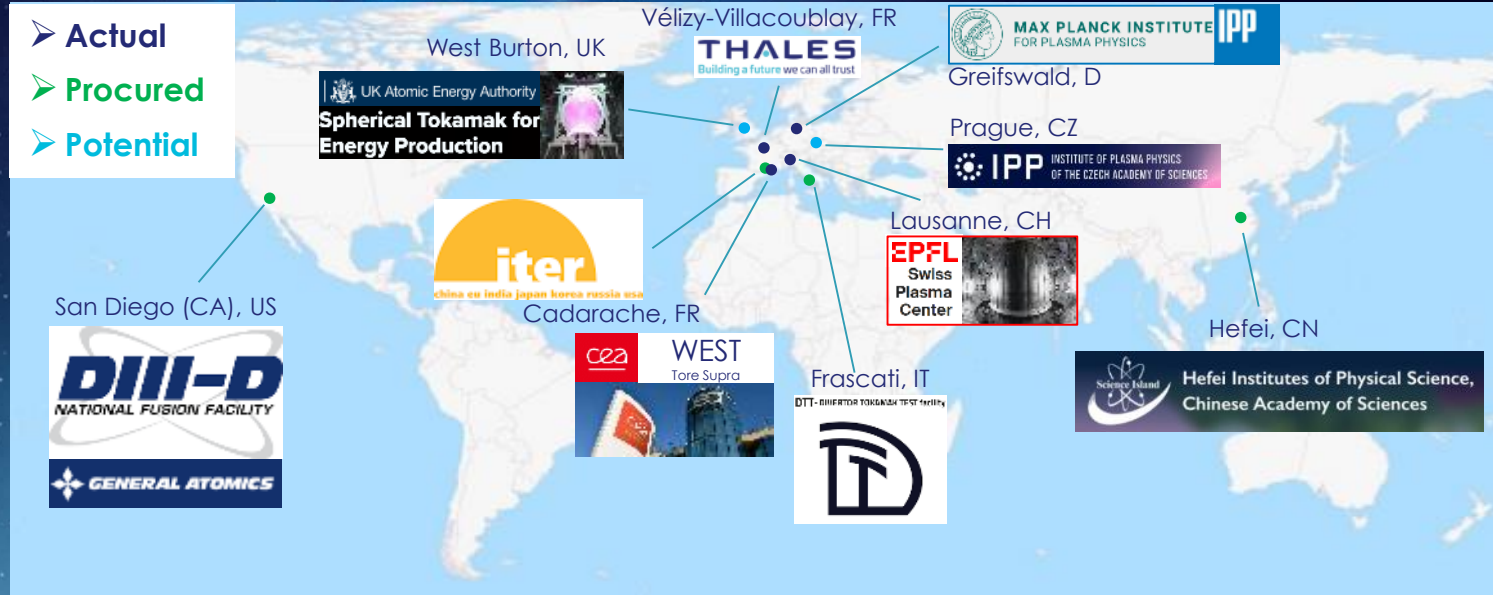 ➢ Actual
➢ Procured
➢ Potential
West Burton, UK
UK Atomic Energy Authority
Spherical Tokamak for
Energy Production
Vélizy-Villacoublay, FR
THALES
Building a future we can all trust
MAX PLANCK INSTITUTE
FOR PLASMA PHYSICS
IPP
Greifswald, D
Prague, CZ
IPP
INSTITUTE OF PLASMA PHYSICS
OF THE CZECH ACADEMY OF SCIENCES
Lausanne, CH
EPFL
Swiss
Plasma
Center
iter
china eu india japan korea russia usa
Cadarache, FR
cea
WEST
Tore Supra
Frascati, IT
DTT- DIVERTOR TOKAMAK TEST facility
DTT
San Diego (CA), US
DIII-D
NATIONAL FUSION FACILITY
GENERAL ATOMICS
Hefei, CN
Science Island
Hefei Institutes of Physical Science,
Chinese Academy of Sciences